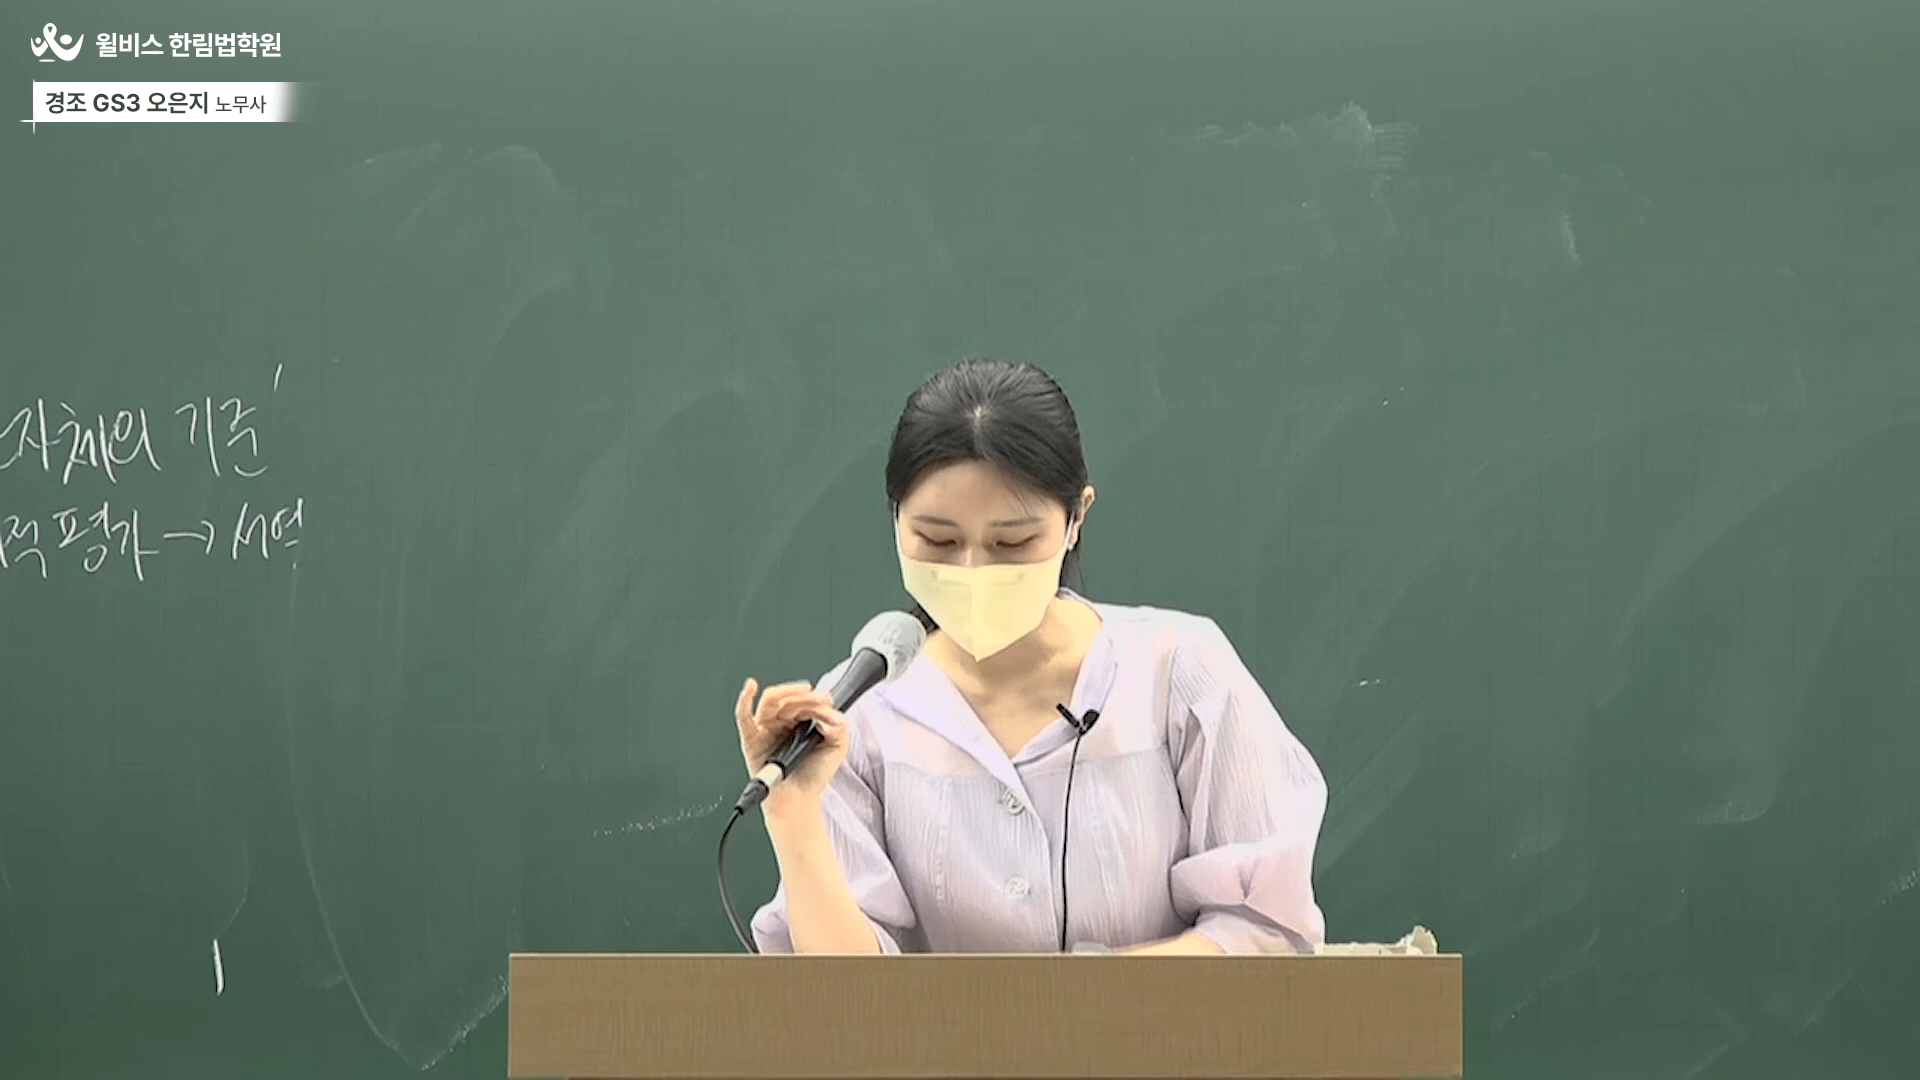 윌비스 한림법학원
경조 GS3 오은지 노무사
자체의 기준'
적 평가 → 서열